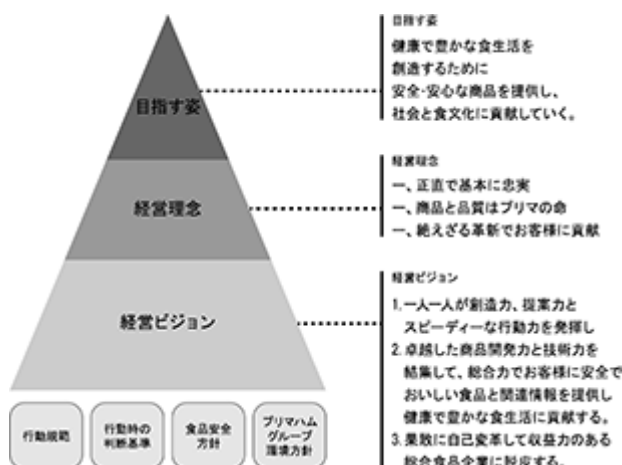 目指す姿
経営理念
経営ビジョン
行動規範
行動時の
判断基準
食品安全
方針
プリマハム
グループ
環境方針
目指す姿
健康で豊かな食生活を
創造するために
安全・安心な商品を提供し、
社会と食文化に貢献していく。
経営理念
一、正直で基本に忠実
一、商品と品質はプリマの命
一、絶えざる革新でお客様に貢献
経営ビジョン
1.一人一人が創造力、提案力と
スピーディーな行動力を発揮し
2.卓越した商品開発力と技術力を
結集して、総合力でお客様に安全で
おいしい食品と関連情報を提供し
健康で豊かな食生活に貢献する。
3.果敢に自己変革して収益力のある
総合食品企業に脱皮する。